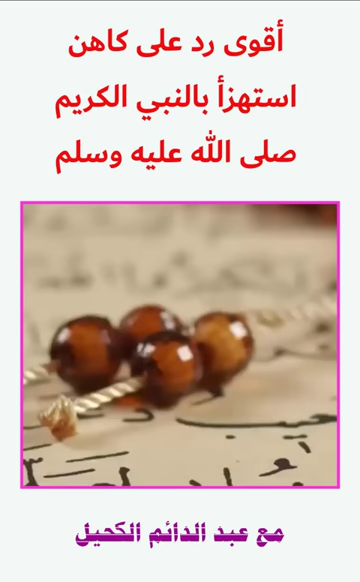 أقوى رد على كاهن
استهزأ بالنبي الكريم
صلى الله عليه وسلم
مع عبد الدائم الكحيل